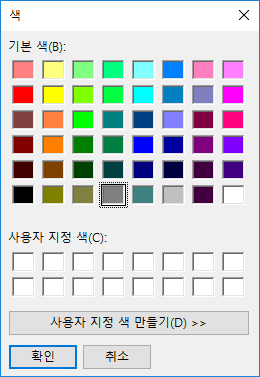 색
기본 색(B):
사용자 지정 색(C):
사용자 지정 색 만들기(D) >>
확인
취소